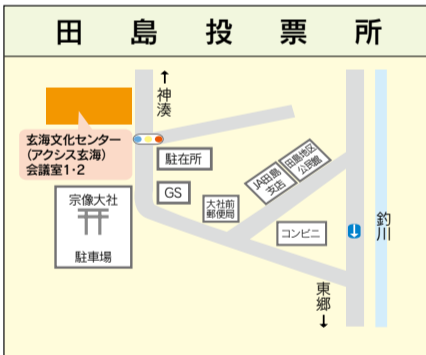 田島投票所
↑
神湊
玄海文化センター
(アクシス玄海)
会議室1・2
駐在所
田島地区
公民館
JA田島
支店
宗像大社
駐車場
GS
大社前
郵便局
コンビニ
釣川
東郷
↓